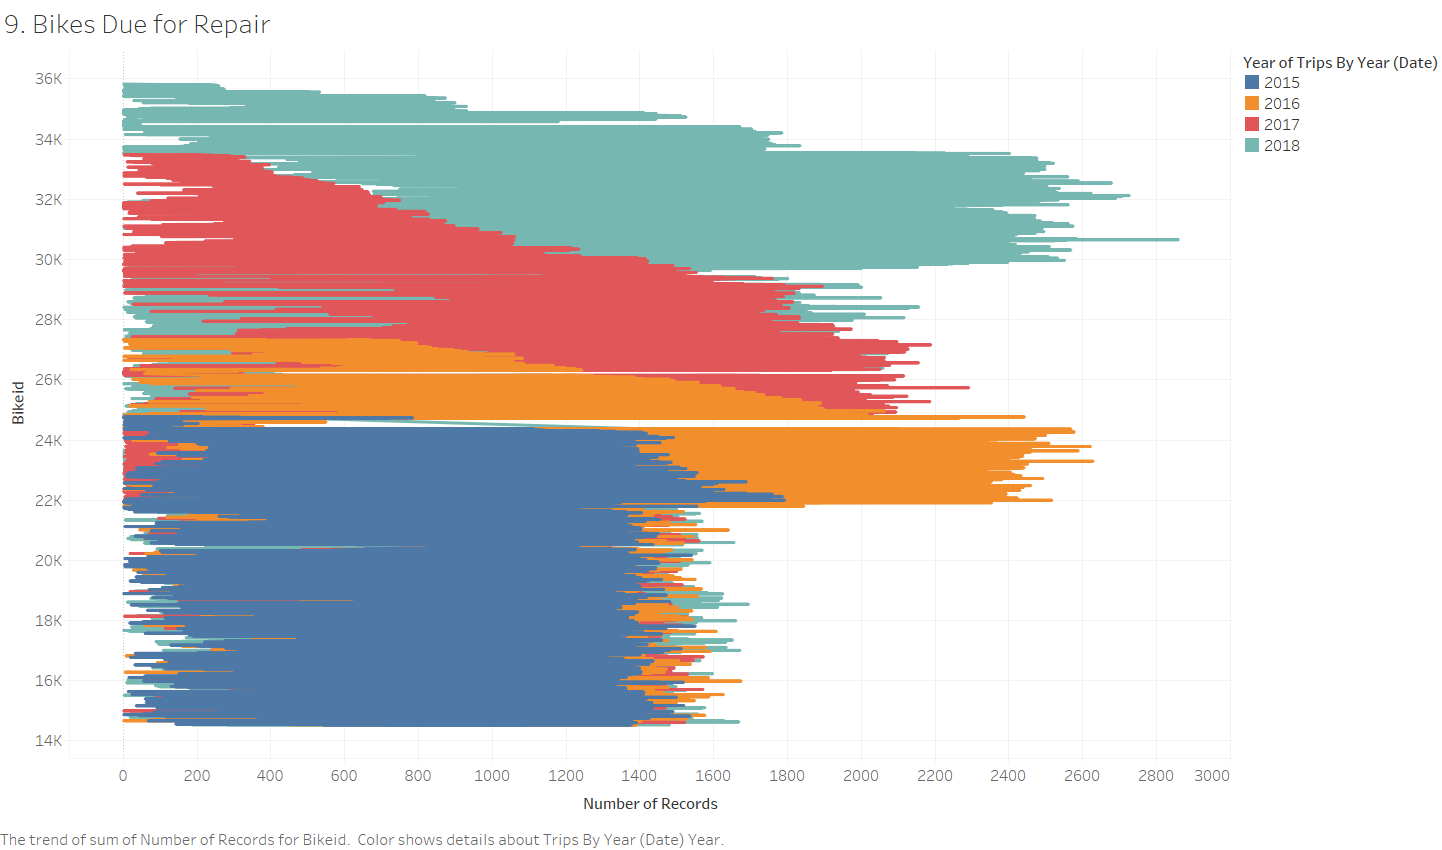 9. Bikes Due for Repair
Year of Trips By Year (Date)
2015
2016
2017
2018
36K
34K
32K
30K
28K
26K
24K
22K
20K
18K
16K
14K
Bikeid
0 200 400 600 800 1000 1200 1400 1600 1800 2000 2200 2400 2600 2800 3000
Number of Records
The trend of sum of Number of Records for Bikeid. Color shows details about Trips By Year (Date) Year.